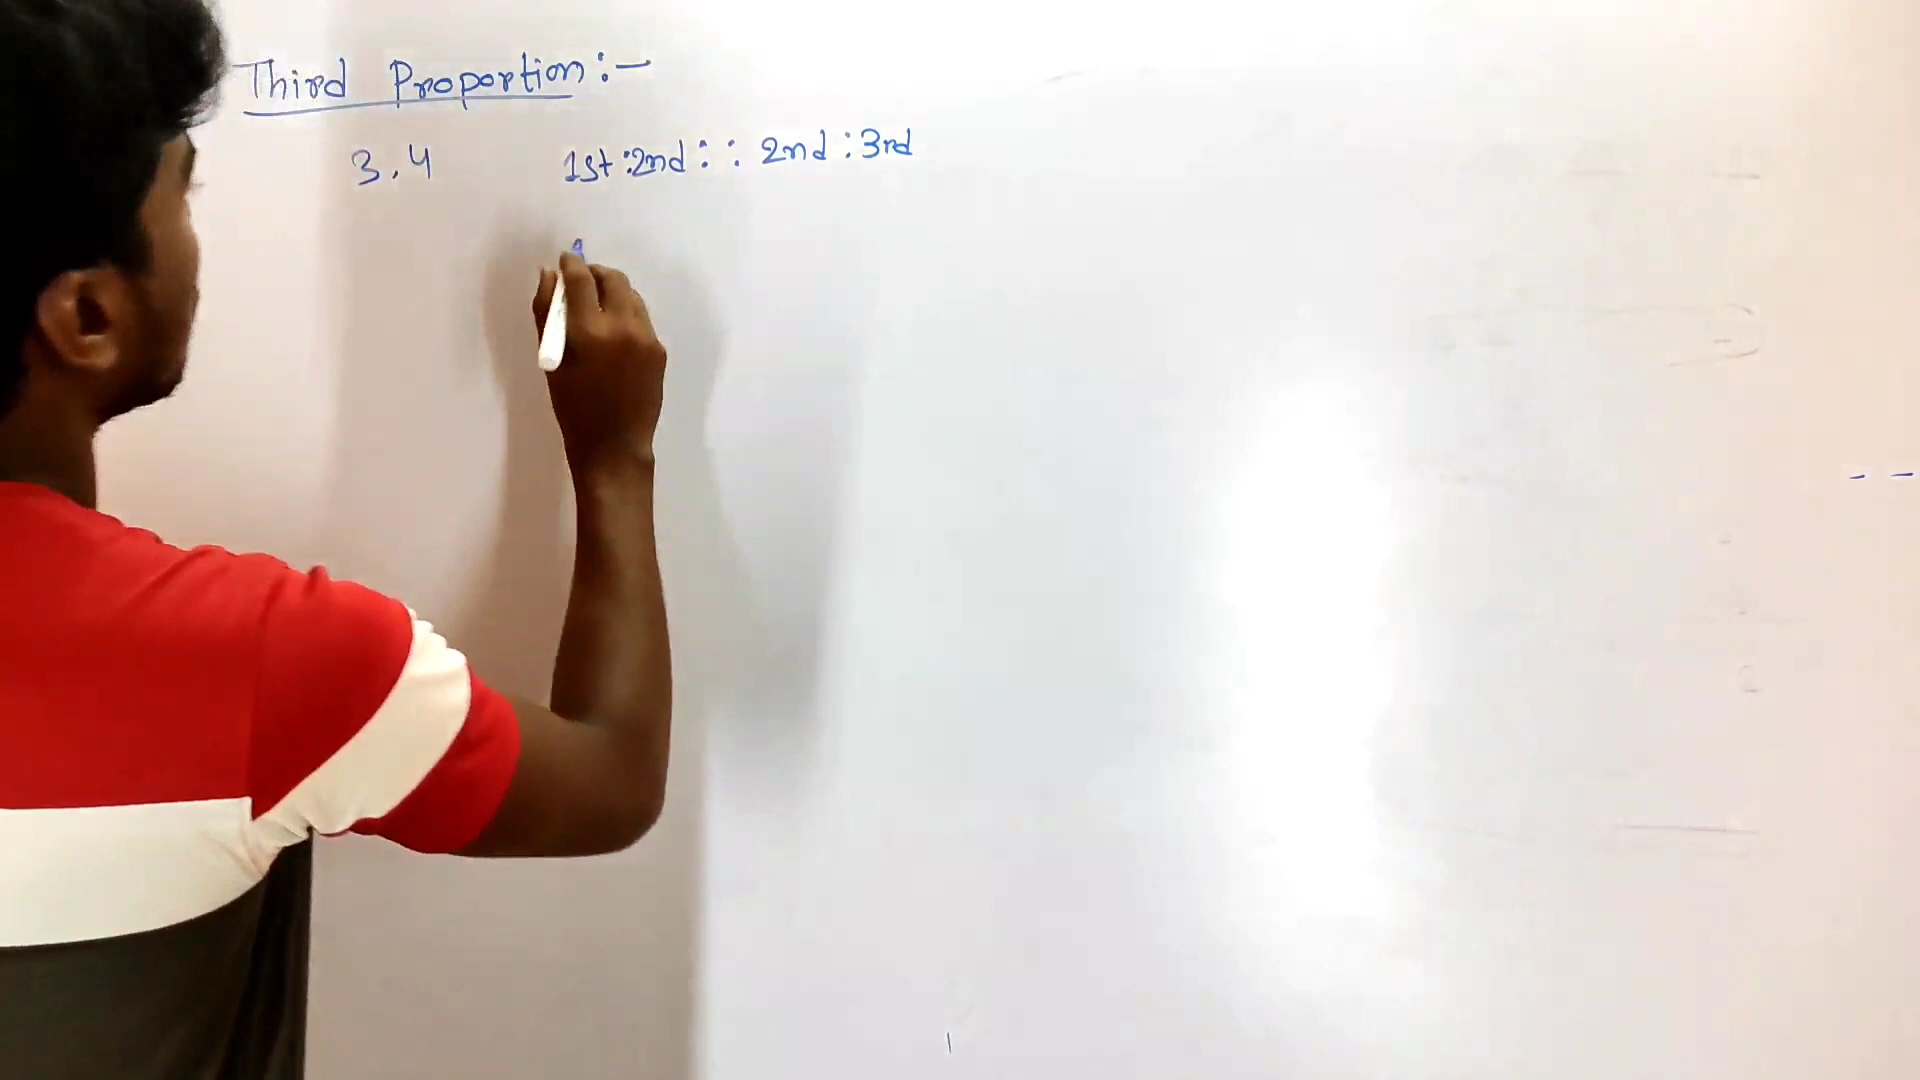 Third Proportion :-
3.4 1st : 2nd : : 2nd : 3rd